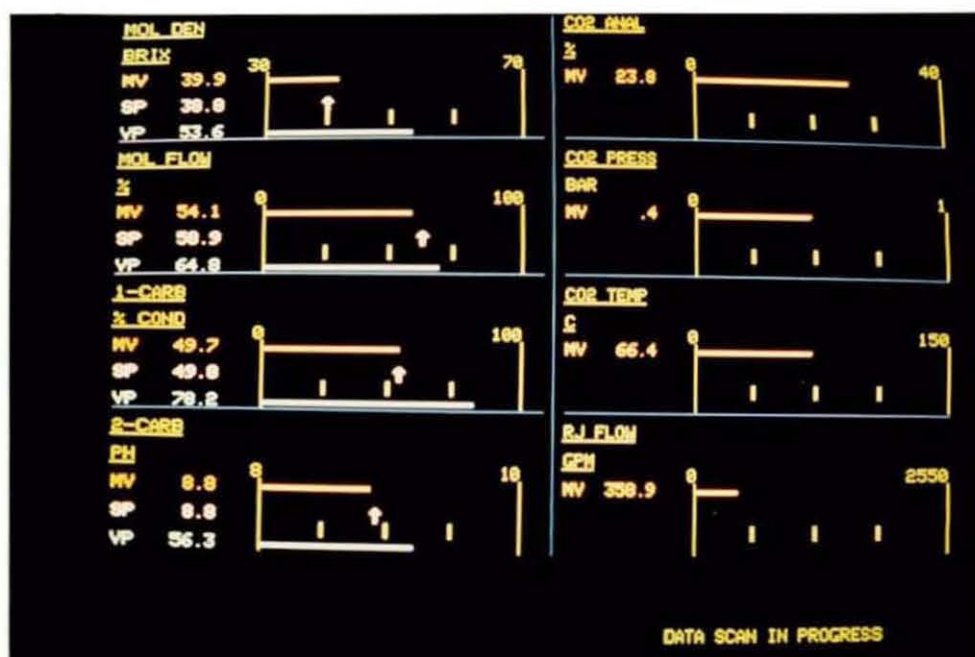 MOL DEN
BRIX
30 70
MV 39.9
SP 38.8
VP 53.6
MOL FLOW
%
0 100
MV 54.1
SP 58.9
VP 64.8
1-CARB
% COND
0 100
MV 49.7
SP 49.8
VP 78.2
2-CARB
PH
8 10
MV 8.8
SP 8.8
VP 56.3
CO2 ANAL
%
0 40
MV 23.8
CO2 PRESS
BAR
0 1
MV .4
CO2 TEMP
C
0 150
MV 66.4
RJ FLOW
GPM
0 2550
MV 358.9
DATA SCAN IN PROGRESS